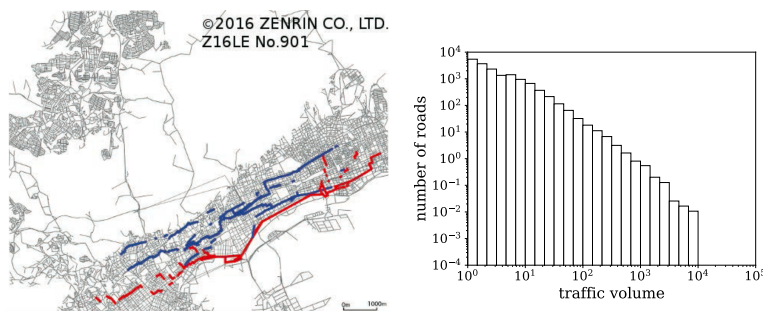 ©2016 ZENRIN CO., LTD.
Z16LE No.901
0m 1000m
number of roads
10^4
10^3
10^2
10^1
10^0
10^-1
10^-2
10^-3
10^-4
10^0 10^1 10^2 10^3 10^4
traffic volume